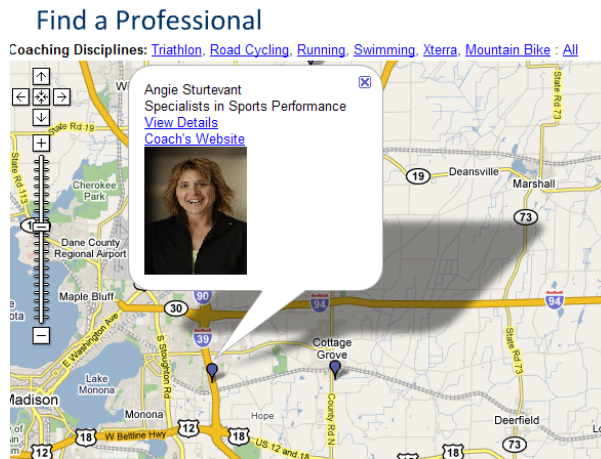 Find a Professional
Coaching Disciplines: Triathlon, Road Cycling, Running, Swimming, Xterra, Mountain Bike : All
Angie Sturtevant
Specialists in Sports Performance
View Details
Coach's Website
State Rd 73
State Rd 19
State Rd 113
Cherokee
Park
19
Deansville
Marshall
73
Dane County
Regional Airport
Maple Bluff
90
94
94
30
39
E Washington Ave
S Stoughton Rd
Cottage
Grove
State Rd 73
Lake
Monona
Madison
Monona
Hope
County Rd N
Deerfield
18
W Beltline Hwy
12
18
US 12 and 18
12
18
73